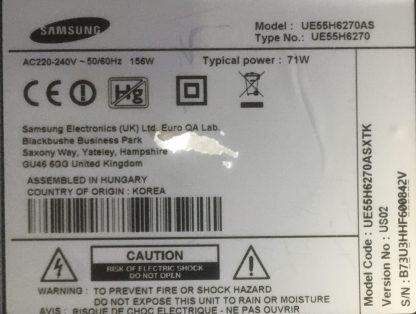 SAMSUNG
Model : UE55H6270AS
Type No.: UE55H6270
AC220-240V ~ 50/60Hz 156W Typical power : 71W
Hg
Samsung Electronics (UK) Ltd, Euro QA Lab.
Blackbushe Business Park
Saxony Way, Yateley, Hampshire
GU46 6GG United Kingdom
ASSEMBLED IN HUNGARY
COUNTRY OF ORIGIN : KOREA
CAUTION
RISK OF ELECTRIC SHOCK
DO NOT OPEN
WARNING : TO PREVENT FIRE OR SHOCK HAZARD
DO NOT EXPOSE THIS UNIT TO RAIN OR MOISTURE
AVIS : RISQUE DE CHOC ELECTRIQUE
Model Code : UE55H6270ASXTK
Version No : US02
S/N : B73U3HHF600842V